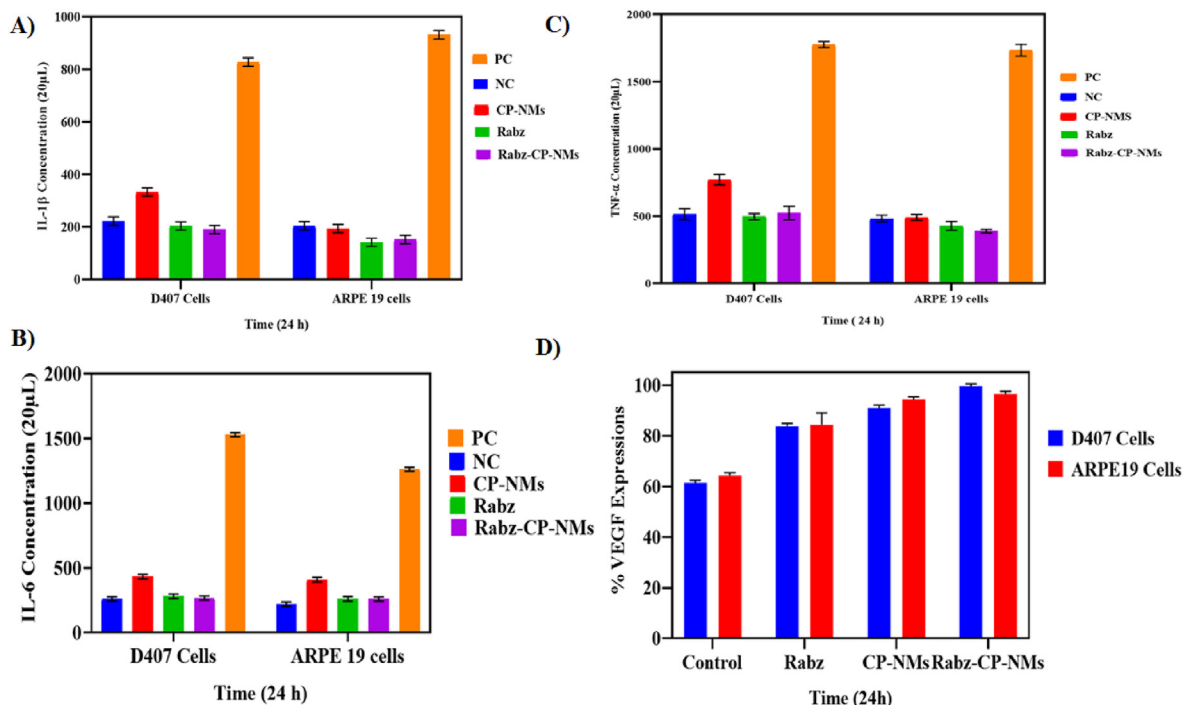 A)
IL-1β Concentration (20µL)
1000
800
600
400
200
0
D407 Cells
ARPE 19 cells
Time (24 h)
PC
NC
CP-NMs
Rabz
Rabz-CP-NMs
C)
TNF-α Concentration (20µL)
2000
1500
1000
500
0
D407 Cells
ARPE 19 cells
Time ( 24 h)
PC
NC
CP-NMS
Rabz
Rabz-CP-NMs
B)
IL-6 Concentration (20µL)
2000
1500
1000
500
0
D407 Cells
ARPE 19 cells
Time (24 h)
PC
NC
CP-NMs
Rabz
Rabz-CP-NMs
D)
% VEGF Expressions
100
80
60
40
20
0
Control
Rabz
CP-NMs
Rabz-CP-NMs
Time (24h)
D407 Cells
ARPE19 Cells